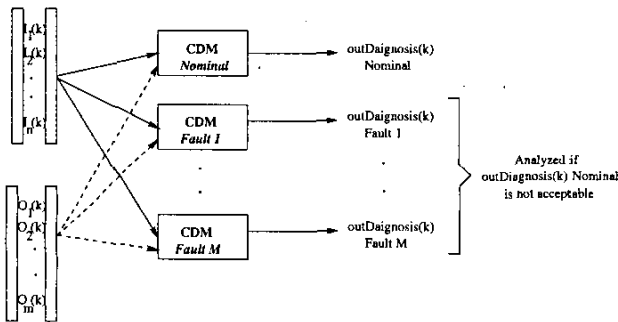 I1(k)
I2(k)
.
.
In(k)
O1(k)
O2(k)
.
.
Om(k)
CDM
Nominal
CDM
Fault 1
.
.
CDM
Fault M
outDaignosis(k)
Nominal
outDaignosis(k)
Fault 1
.
.
outDaignosis(k)
Fault M
Analyzed if
outDiagnosis(k) Nominal
is not acceptable